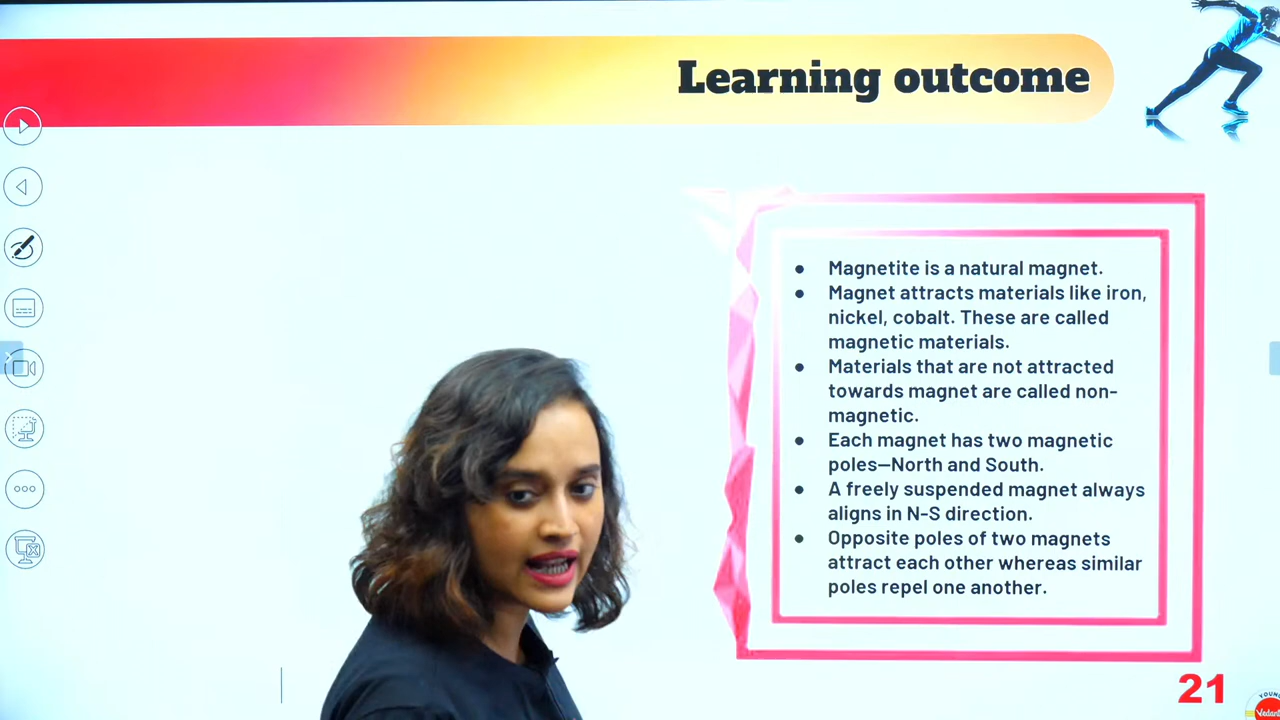 Learning outcome
● Magnetite is a natural magnet.
● Magnet attracts materials like iron,
nickel, cobalt. These are called
magnetic materials.
● Materials that are not attracted
towards magnet are called non-
magnetic.
● Each magnet has two magnetic
poles—North and South.
● A freely suspended magnet always
aligns in N-S direction.
● Opposite poles of two magnets
attract each other whereas similar
poles repel one another.
21
YOUNG